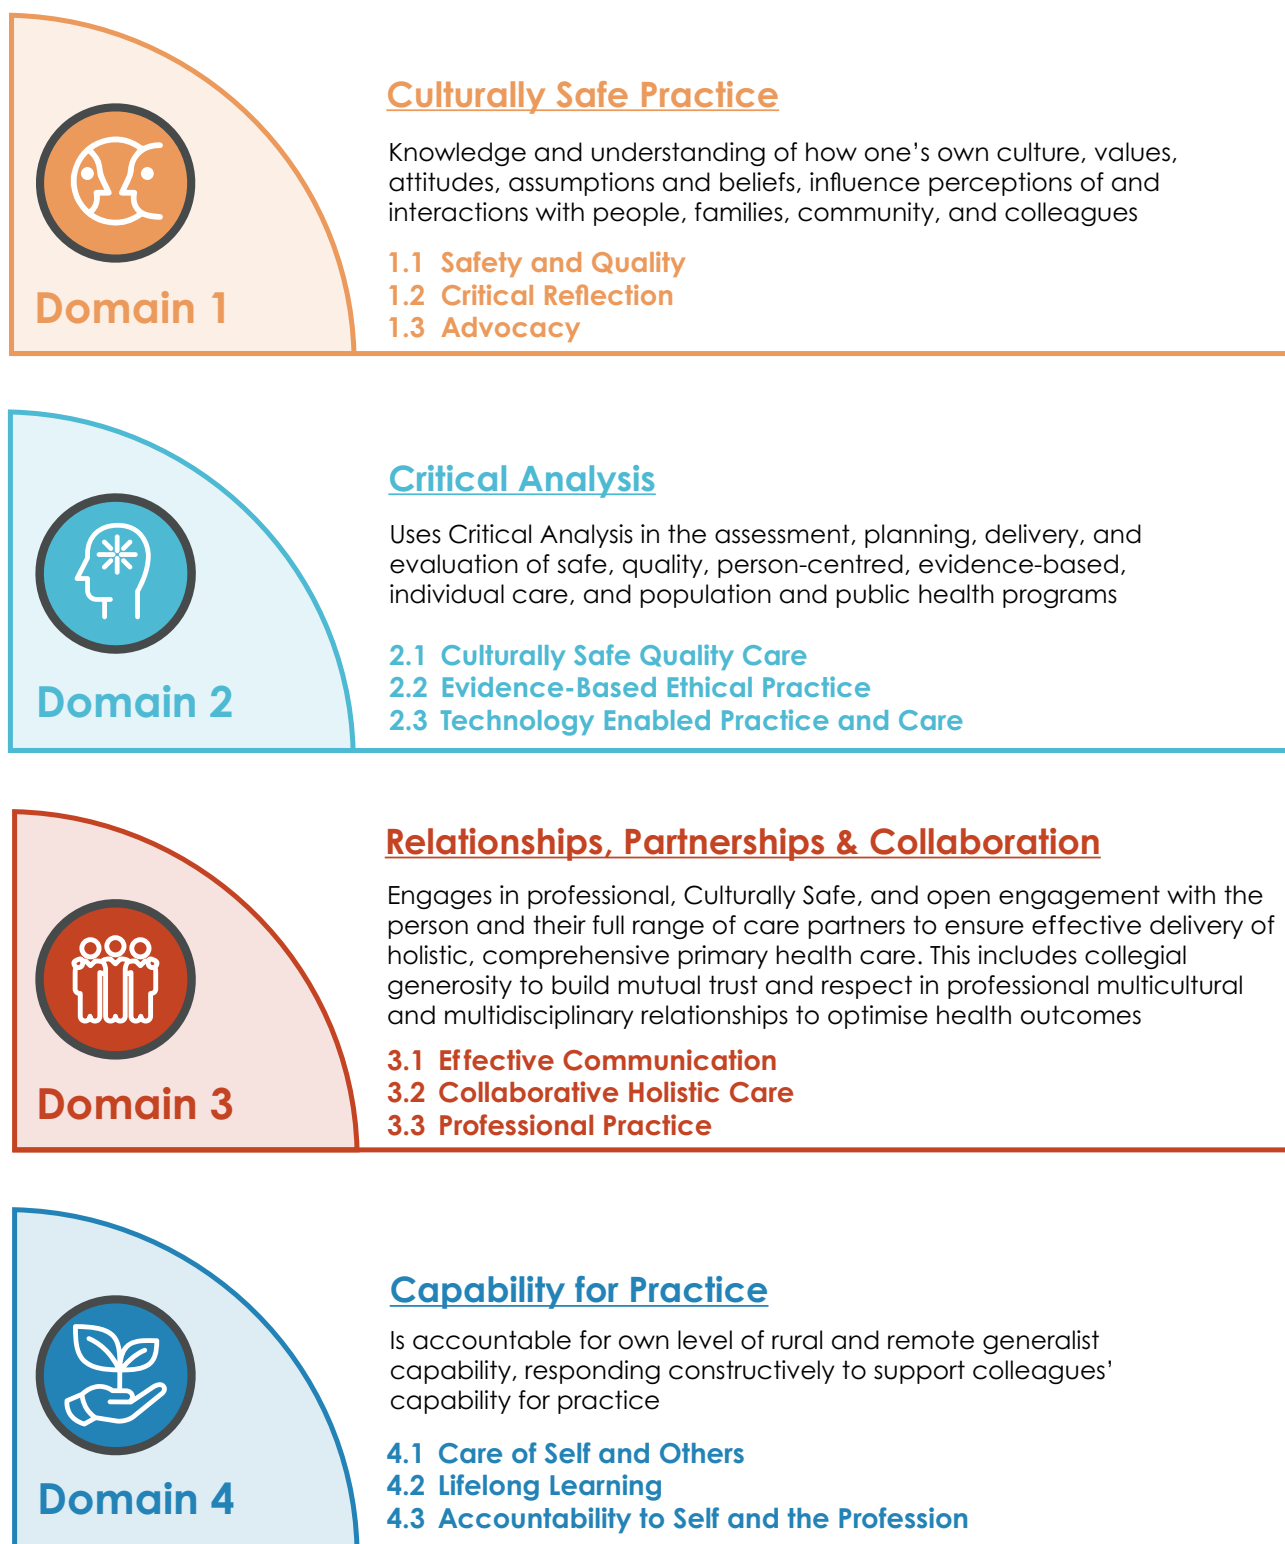 Culturally Safe Practice
Knowledge and understanding of how one’s own culture, values,
attitudes, assumptions and beliefs, influence perceptions of and
interactions with people, families, community, and colleagues
1.1 Safety and Quality
1.2 Critical Reflection
1.3 Advocacy
Domain 1
Critical Analysis
Uses Critical Analysis in the assessment, planning, delivery, and
evaluation of safe, quality, person-centred, evidence-based,
individual care, and population and public health programs
2.1 Culturally Safe Quality Care
2.2 Evidence-Based Ethical Practice
2.3 Technology Enabled Practice and Care
Domain 2
Relationships, Partnerships & Collaboration
Engages in professional, Culturally Safe, and open engagement with the
person and their full range of care partners to ensure effective delivery of
holistic, comprehensive primary health care. This includes collegial
generosity to build mutual trust and respect in professional multicultural
and multidisciplinary relationships to optimise health outcomes
3.1 Effective Communication
3.2 Collaborative Holistic Care
3.3 Professional Practice
Domain 3
Capability for Practice
Is accountable for own level of rural and remote generalist
capability, responding constructively to support colleagues’
capability for practice
4.1 Care of Self and Others
4.2 Lifelong Learning
4.3 Accountability to Self and the Profession
Domain 4